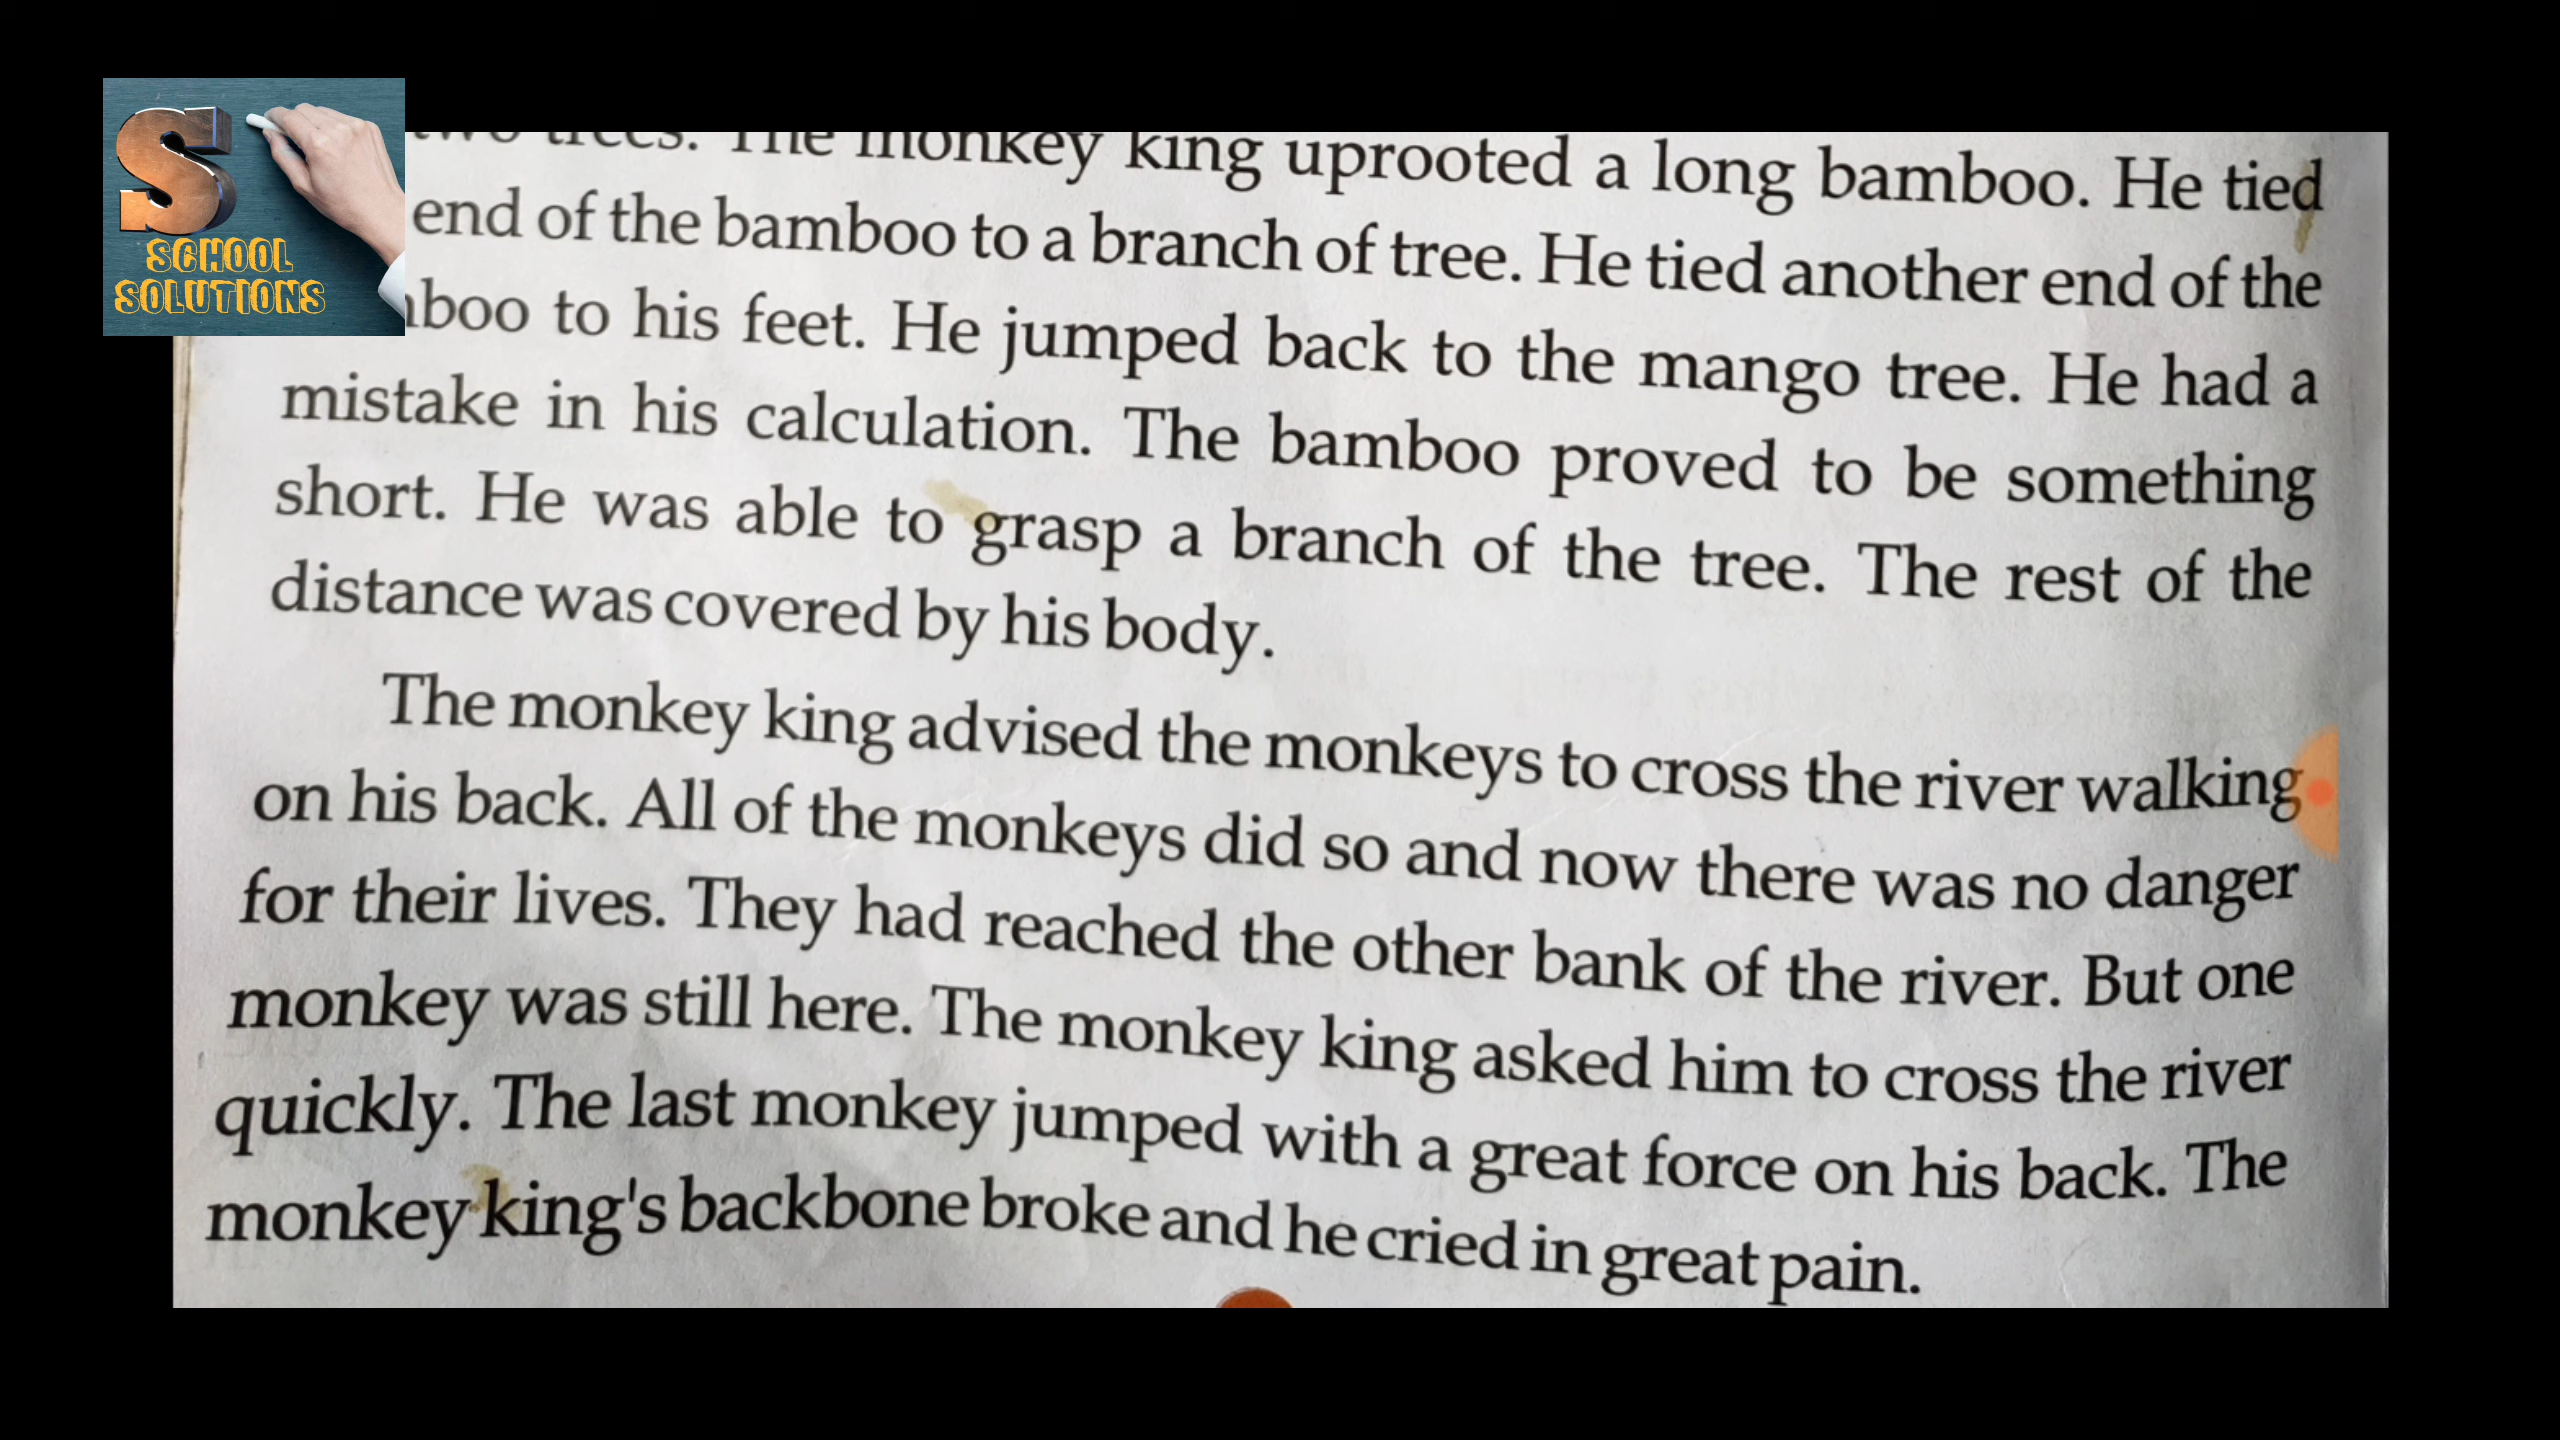 SCHOOL
SOLUTIONS
two trees. The monkey king uprooted a long bamboo. He tied
end of the bamboo to a branch of tree. He tied another end of the
boo to his feet. He jumped back to the mango tree. He had a
mistake in his calculation. The bamboo proved to be something
short. He was able to grasp a branch of the tree. The rest of the
distance was covered by his body.
The monkey king advised the monkeys to cross the river walking
on his back. All of the monkeys did so and now there was no danger
for their lives. They had reached the other bank of the river. But one
monkey was still here. The monkey king asked him to cross the river
quickly. The last monkey jumped with a great force on his back. The
monkey king's backbone broke and he cried in great pain.